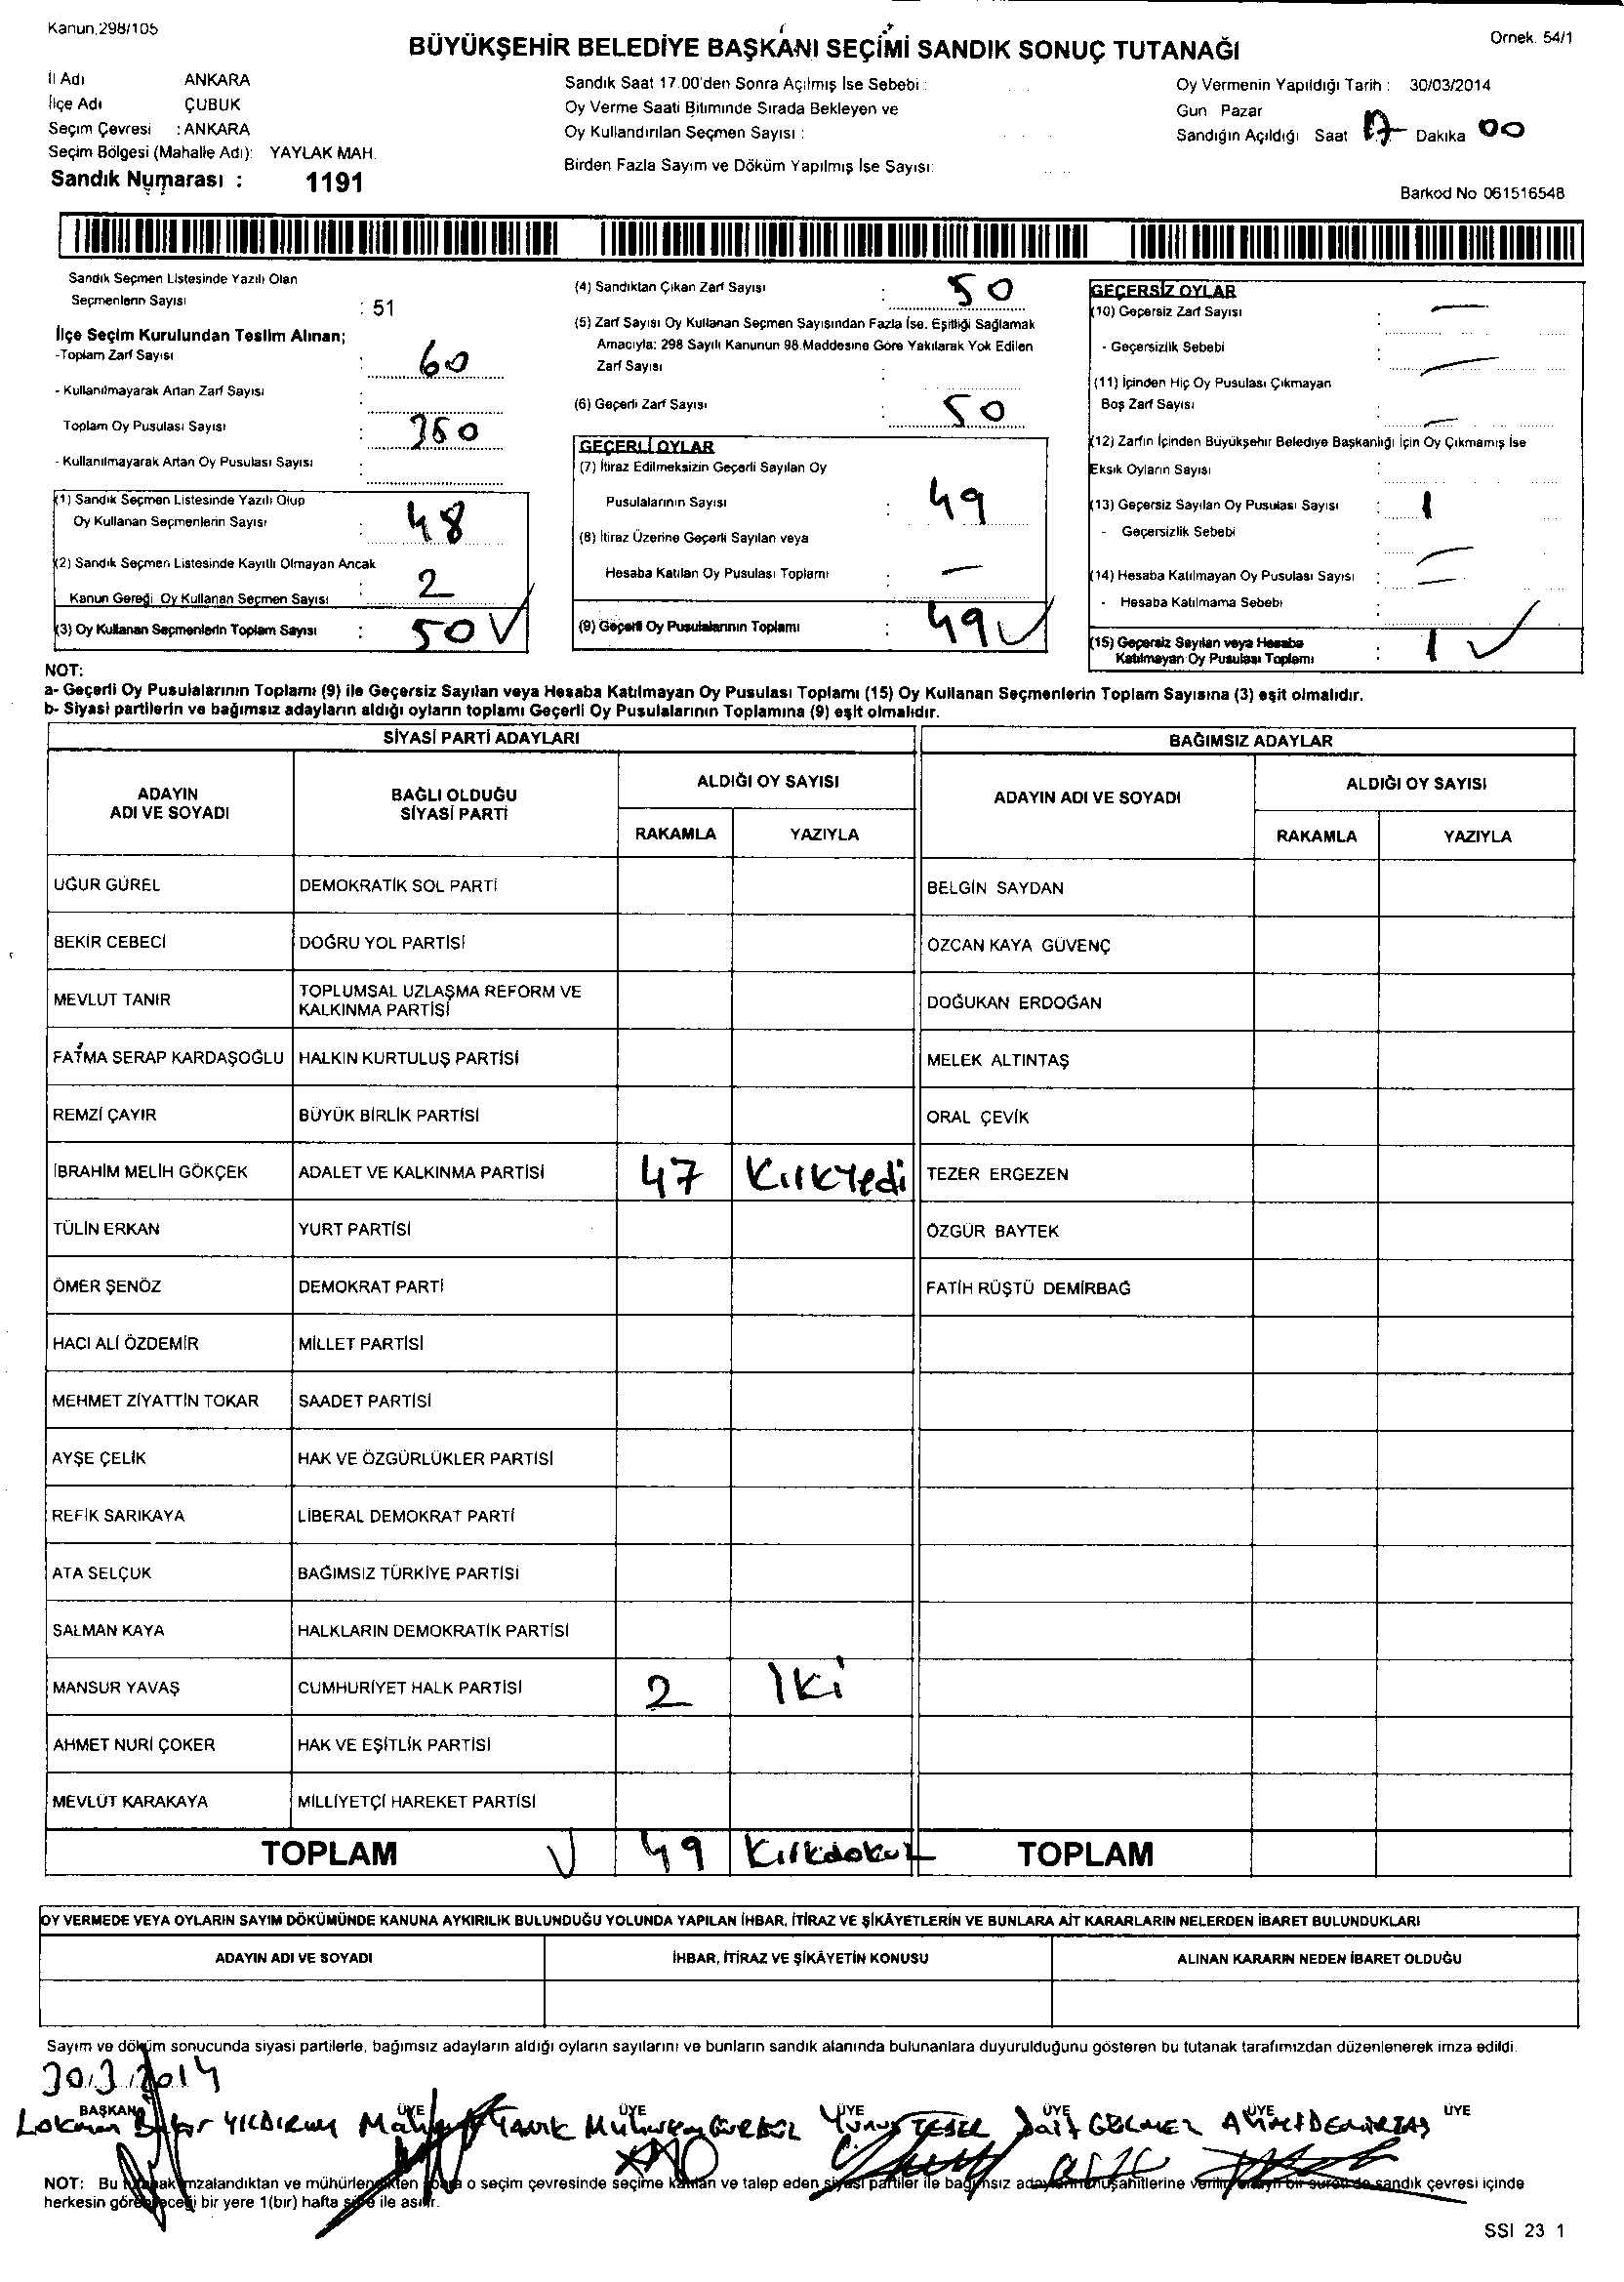 Kanun.298/105
BÜYÜKŞEHİR BELEDİYE BAŞKANI SEÇİMİ SANDIK SONUÇ TUTANAĞI
Örnek. 54/1
İl Adı ANKARA
İlçe Adı ÇUBUK
Seçim Çevresi : ANKARA
Seçim Bölgesi (Mahalle Adı): YAYLAK MAH.
Sandık Numarası : 1191
Sandık Saat 17.00'den Sonra Açılmış İse Sebebi :
Oy Verme Saati Bitiminde Sırada Bekleyen ve
Oy Kullandırılan Seçmen Sayısı :
Birden Fazla Sayım ve Döküm Yapılmış İse Sayısı:
Oy Vermenin Yapıldığı Tarih : 30/03/2014
Gün Pazar
Sandığın Açıldığı Saat 17 Dakika 00
Barkod No 061516548
Sandık Seçmen Listesinde Yazılı Olan
Seçmenlerin Sayısı : 51
İlçe Seçim Kurulundan Teslim Alınan;
-Toplam Zarf Sayısı : 60
- Kullanılmayarak Artan Zarf Sayısı :
Toplam Oy Pusulası Sayısı :
- Kullanılmayarak Artan Oy Pusulası Sayısı :
(1) Sandık Seçmen Listesinde Yazılı Olup
Oy Kullanan Seçmenlerin Sayısı : 48
(2) Sandık Seçmen Listesinde Kayıtlı Olmayan Ancak
Kanun Gereği Oy Kullanan Seçmen Sayısı : 2
(3) Oy Kullanan Seçmenlerin Toplam Sayısı : 50
(4) Sandıktan Çıkan Zarf Sayısı : 50
(5) Zarf Sayısı Oy Kullanan Seçmen Sayısından Fazla İse, Eşitliği Sağlamak
Amacıyla: 298 Sayılı Kanunun 98.Maddesine Göre Yakılarak Yok Edilen
Zarf Sayısı :
(6) Geçerli Zarf Sayısı : 50
GEÇERLİ OYLAR
(7) İtiraz Edilmeksizin Geçerli Sayılan Oy
Pusulalarının Sayısı : 49
(8) İtiraz Üzerine Geçerli Sayılan veya
Hesaba Katılan Oy Pusulası Toplamı : —
(9) Geçerli Oy Pusulalarının Toplamı : 49
GEÇERSİZ OYLAR
(10) Geçersiz Zarf Sayısı : —
- Geçersizlik Sebebi : —
(11) İçinden Hiç Oy Pusulası Çıkmayan
Boş Zarf Sayısı : —
(12) Zarfın İçinden Büyükşehir Belediye Başkanlığı İçin Oy Çıkmamış İse
Eksik Oyların Sayısı :
(13) Geçersiz Sayılan Oy Pusulası Sayısı : 1
- Geçersizlik Sebebi : —
(14) Hesaba Katılmayan Oy Pusulası Sayısı : —
- Hesaba Katılmama Sebebi :
(15) Geçersiz Sayılan veya Hesaba
Katılmayan Oy Pusulası Toplamı : 1
NOT:
a- Geçerli Oy Pusulalarının Toplamı (9) ile Geçersiz Sayılan veya Hesaba Katılmayan Oy Pusulası Toplamı (15) Oy Kullanan Seçmenlerin Toplam Sayısına (3) eşit olmalıdır.
b- Siyasi partilerin ve bağımsız adayların aldığı oyların toplamı Geçerli Oy Pusulalarının Toplamına (9) eşit olmalıdır.
SİYASİ PARTİ ADAYLARI BAĞIMSIZ ADAYLAR
ADAYIN ADI VE SOYADI BAĞLI OLDUĞU SİYASİ PARTİ ALDIĞI OY SAYISI ADAYIN ADI VE SOYADI ALDIĞI OY SAYISI
RAKAMLA YAZIYLA RAKAMLA YAZIYLA
UĞUR GÜREL DEMOKRATİK SOL PARTİ BELGİN SAYDAN
BEKİR CEBECİ DOĞRU YOL PARTİSİ ÖZCAN KAYA GÜVENÇ
MEVLUT TANIR TOPLUMSAL UZLAŞMA REFORM VE KALKINMA PARTİSİ DOĞUKAN ERDOĞAN
FATMA SERAP KARDAŞOĞLU HALKIN KURTULUŞ PARTİSİ MELEK ALTINTAŞ
REMZİ ÇAYIR BÜYÜK BİRLİK PARTİSİ ORAL ÇEVİK
İBRAHİM MELİH GÖKÇEK ADALET VE KALKINMA PARTİSİ 47 KırkYedi TEZER ERGEZEN
TÜLİN ERKAN YURT PARTİSİ ÖZGÜR BAYTEK
ÖMER ŞENÖZ DEMOKRAT PARTİ FATİH RÜŞTÜ DEMİRBAĞ
HACI ALİ ÖZDEMİR MİLLET PARTİSİ
MEHMET ZİYATTİN TOKAR SAADET PARTİSİ
AYŞE ÇELİK HAK VE ÖZGÜRLÜKLER PARTİSİ
REFİK SARIKAYA LİBERAL DEMOKRAT PARTİ
ATA SELÇUK BAĞIMSIZ TÜRKİYE PARTİSİ
SALMAN KAYA HALKLARIN DEMOKRATİK PARTİSİ
MANSUR YAVAŞ CUMHURİYET HALK PARTİSİ 2 İki
AHMET NURİ ÇOKER HAK VE EŞİTLİK PARTİSİ
MEVLÜT KARAKAYA MİLLİYETÇİ HAREKET PARTİSİ
TOPLAM 49 Kırkdokuz TOPLAM
OY VERMEDE VEYA OYLARIN SAYIM DÖKÜMÜNDE KANUNA AYKIRILIK BULUNDUĞU YOLUNDA YAPILAN İHBAR, İTİRAZ VE ŞİKÂYETLERİN VE BUNLARA AİT KARARLARIN NELERDEN İBARET BULUNDUKLARI
ADAYIN ADI VE SOYADI İHBAR, İTİRAZ VE ŞİKÂYETİN KONUSU ALINAN KARARIN NEDEN İBARET OLDUĞU
Sayım ve döküm sonucunda siyasi partilerle, bağımsız adayların aldığı oyların sayılarını ve bunların sandık alanında bulunanlara duyurulduğunu gösteren bu tutanak tarafımızdan düzenlenerek imza edildi.
30.3.2014
BAŞKAN ÜYE ÜYE ÜYE ÜYE ÜYE ÜYE
YILDIRIM
NOT: Bu tutanak imzalandıktan ve mühürlendikten sonra o seçim çevresinde seçime katılan ve talep eden siyasi partiler ile bağımsız adayların müşahitlerine verilip onaylı bir sureti de sandık çevresi içinde
herkesin görebileceği bir yere 1(bir) hafta süre ile asılır.
SSI 23 1